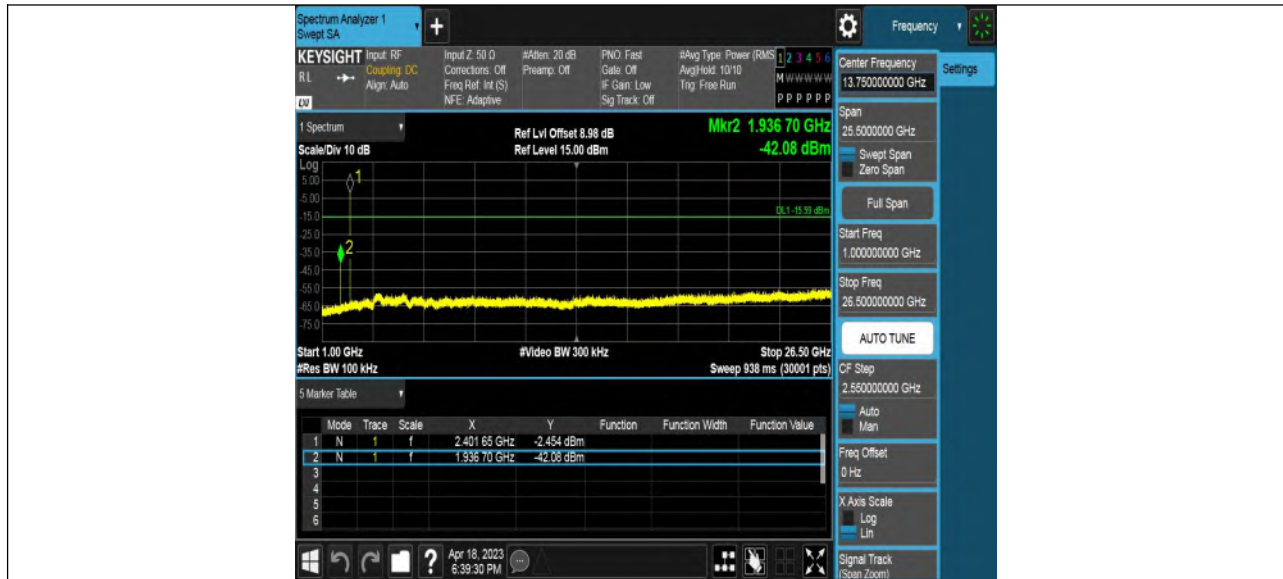 Spectrum Analyzer 1
Swept SA
+
Frequency
KEYSIGHT
RL
LXI
Input: RF
Coupling: DC
Align: Auto
Input Z: 50 Ω
Corrections: Off
Freq Ref: Int (S)
NFE: Adaptive
#Atten: 20 dB
Preamp: Off
PNO: Fast
Gate: Off
IF Gain: Low
Sig Track: Off
#Avg Type: Power (RMS
Avg|Hold: 10/10
Trig: Free Run
1 2 3 4 5 6
M W W W W W
P P P P P P
1 Spectrum
Scale/Div 10 dB
Ref Lvl Offset 8.98 dB
Ref Level 15.00 dBm
Mkr2 1.936 70 GHz
-42.08 dBm
Log
5.00
-5.00
-15.0
-25.0
-35.0
-45.0
-55.0
-65.0
-75.0
1
2
DL1 -15.59 dBm
Start 1.00 GHz
#Res BW 100 kHz
#Video BW 300 kHz
Stop 26.50 GHz
Sweep 938 ms (30001 pts)
5 Marker Table
Mode Trace Scale X Y Function Function Width Function Value
1 N 1 f 2.401 65 GHz -2.454 dBm
2 N 1 f 1.936 70 GHz -42.08 dBm
3
4
5
6
?
Apr 18, 2023
6:39:30 PM
Settings
Center Frequency
13.750000000 GHz
Span
25.5000000 GHz
Swept Span
Zero Span
Full Span
Start Freq
1.000000000 GHz
Stop Freq
26.500000000 GHz
AUTO TUNE
CF Step
2.550000000 GHz
Auto
Man
Freq Offset
0 Hz
X Axis Scale
Log
Lin
Signal Track
(Span Zoom)